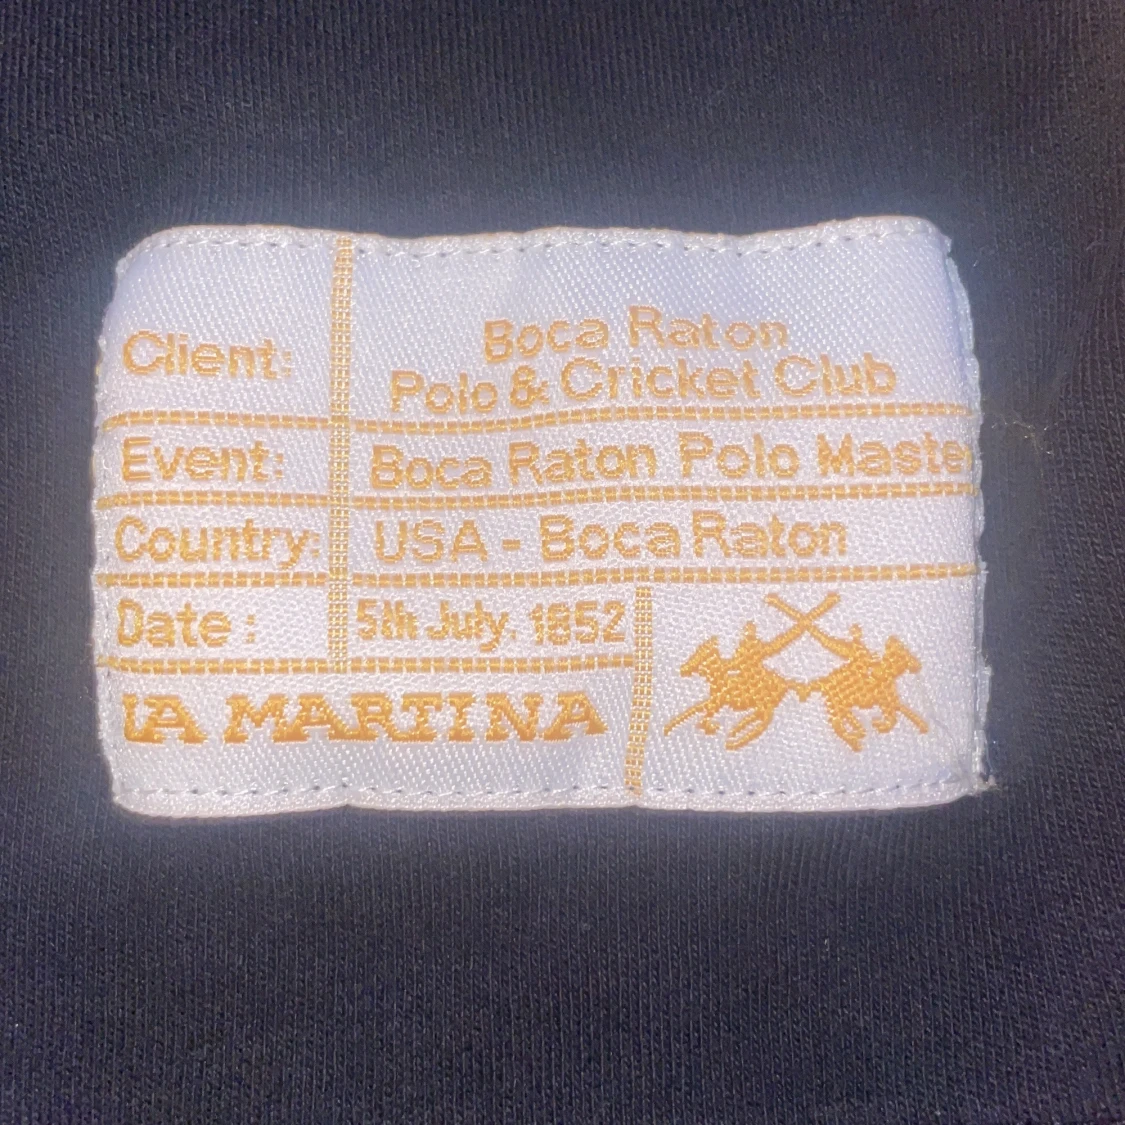 Client: Boca Raton
Polo & Cricket Club
Event: Boca Raton Polo Master
Country: USA - Boca Raton
Date : 5th July. 1852
LA MARTINA